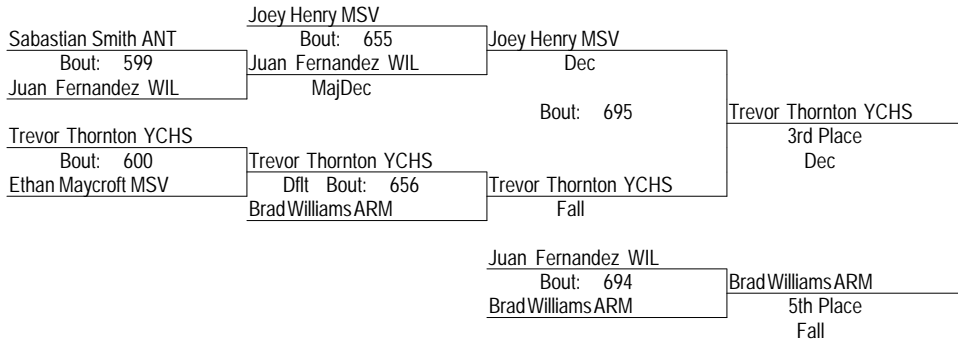 Joey Henry MSV
Sabastian Smith ANT
Bout: 655
Joey Henry MSV
Bout: 599
Juan Fernandez WIL
Dec
Juan Fernandez WIL
MajDec
Bout: 695
Trevor Thornton YCHS
Trevor Thornton YCHS
3rd Place
Bout: 600
Trevor Thornton YCHS
Dec
Ethan Maycroft MSV
Dflt Bout: 656
Trevor Thornton YCHS
Brad Williams ARM
Fall
Juan Fernandez WIL
Bout: 694
Brad Williams ARM
Brad Williams ARM
5th Place
Fall